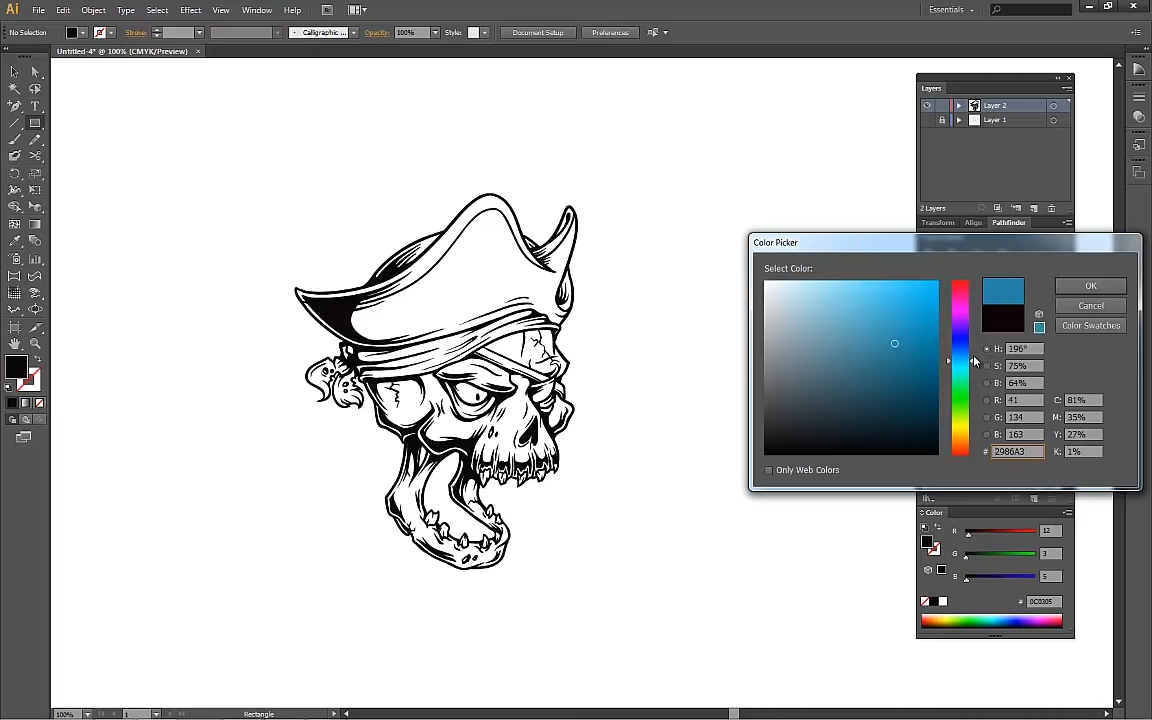 Ai File Edit Object Type Select Effect View Window Help Essentials
No Selection Stroke: Calligraphic ... Opacity: 100% Style: Document Setup Preferences
Untitled-4* @ 100% (CMYK/Preview) ×
Layers
Layer 2
Layer 1
2 Layers
Transform Align Pathfinder
Color Picker
Select Color:
OK
Cancel
Color Swatches
H: 196°
S: 75%
B: 64%
R: 41 C: 81%
G: 134 M: 35%
B: 163 Y: 27%
# 2986A3 K: 1%
Only Web Colors
Color
R 12
G 3
B 5
# 0C0305
100% 1 Rectangle